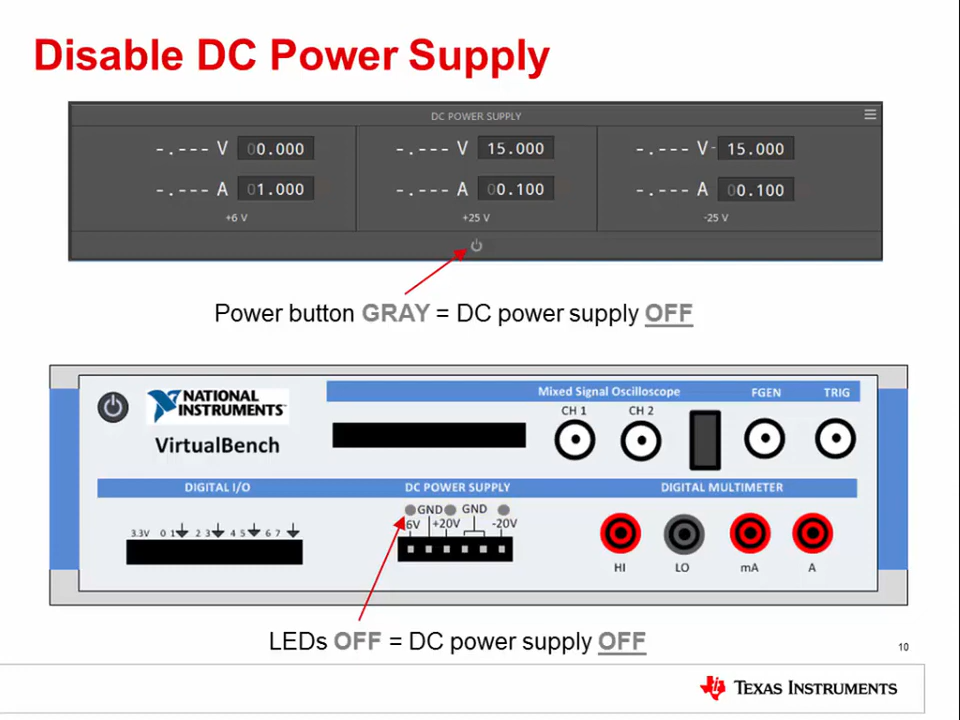 Disable DC Power Supply
DC POWER SUPPLY
-.--- V 00.000 -.--- V 15.000 -.--- V -15.000
-.--- A 01.000 -.--- A 00.100 -.--- A 00.100
+6 V +25 V -25 V
Power button GRAY = DC power supply OFF
NATIONAL INSTRUMENTS™
VirtualBench
Mixed Signal Oscilloscope FGEN TRIG
CH 1 CH 2
DIGITAL I/O DC POWER SUPPLY DIGITAL MULTIMETER
GND GND
3.3V 0 1 2 3 4 5 6 7 6V +20V -20V
HI LO mA A
LEDs OFF = DC power supply OFF
10
TEXAS INSTRUMENTS